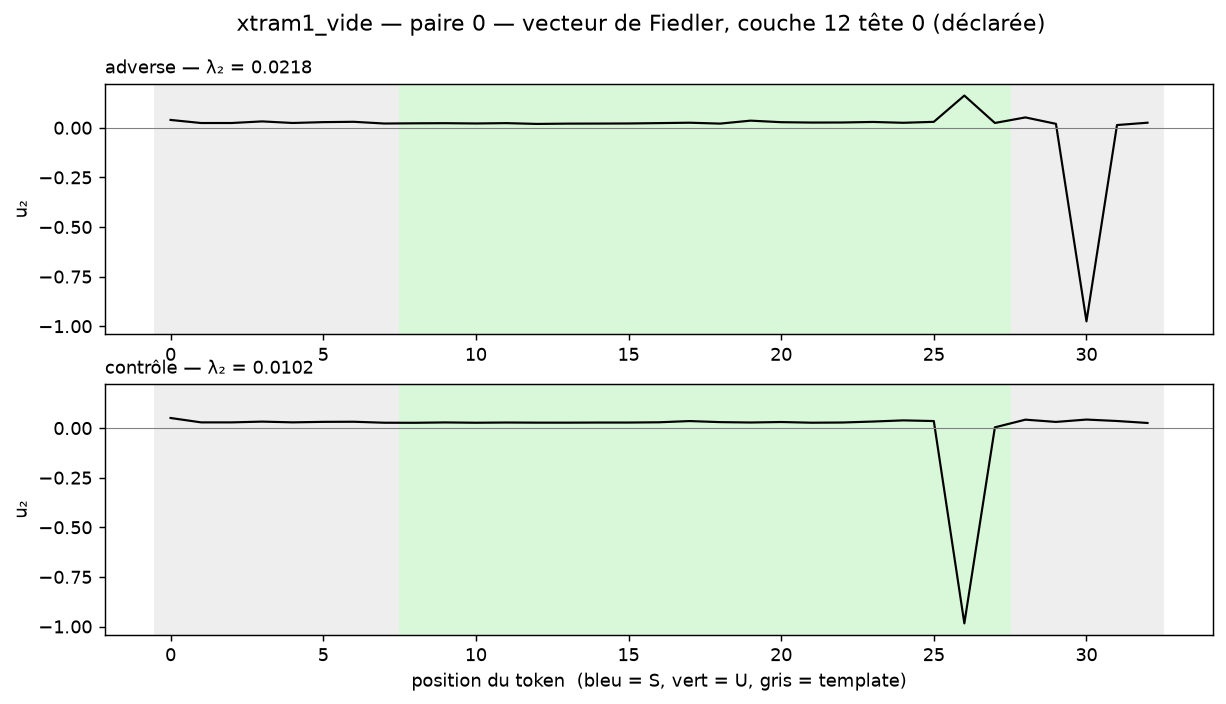 xtram1_vide — paire 0 — vecteur de Fiedler, couche 12 tête 0 (déclarée)
adverse — λ₂ = 0.0218
0.00
−0.25
−0.50
−0.75
−1.00
u₂
0 5 10 15 20 25 30
contrôle — λ₂ = 0.0102
0.00
−0.25
−0.50
−0.75
−1.00
u₂
0 5 10 15 20 25 30
position du token (bleu = S, vert = U, gris = template)